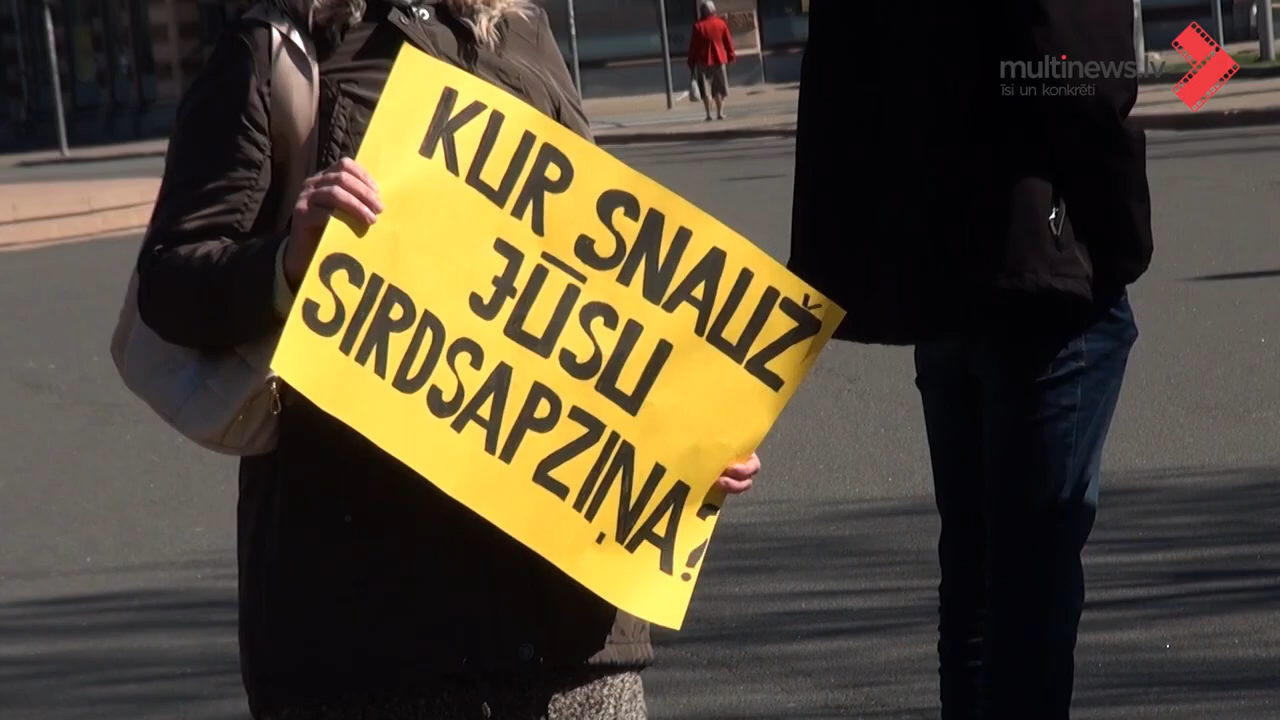 KUR SNAUŽ
JŪSU
SIRDSAPZIŅA?
multinews.lv
īsi un konkrēti